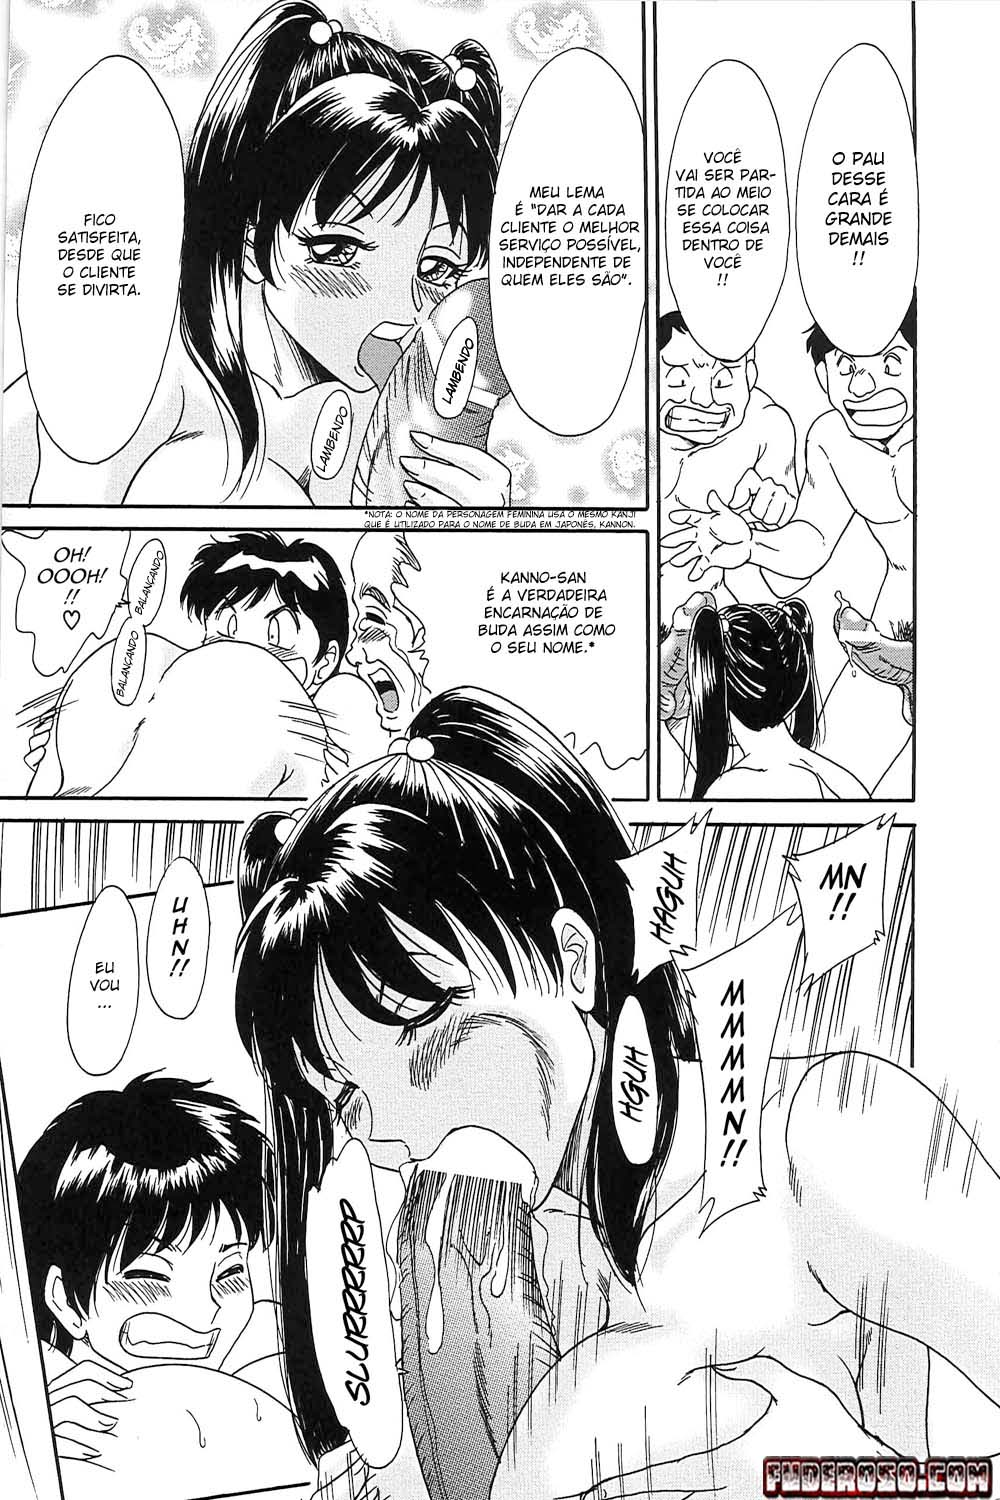 O PAU
DESSE
CARA É
GRANDE
DEMAIS
!!
VOCÊ
VAI SER PAR-
TIDA AO MEIO
SE COLOCAR
ESSA COISA
DENTRO DE
VOCÊ
!!
MEU LEMA
É "DAR A CADA
CLIENTE O MELHOR
SERVIÇO POSSÍVEL,
INDEPENDENTE DE
QUEM ELES SÃO".
LAMBENDO
LAMBENDO
FICO
SATISFEITA,
DESDE QUE
O CLIENTE
SE DIVIRTA.
*NOTA: O NOME DA PERSONAGEM FEMININA USA O MESMO KANJI
QUE É UTILIZADO PARA O NOME DE BUDA EM JAPONÊS, KANNON.
KANNO-SAN
É A VERDADEIRA
ENCARNAÇÃO DE
BUDA ASSIM COMO
O SEU NOME.*
OH!
OOOH!
!!
♡
BALANÇANDO
BALANÇANDO
BALANÇANDO
MN
!!
HAGUH
MMMMN!!
HGUH
SLURRRRRP
UHN!!
EU
VOU
...
FUDEROSO.COM